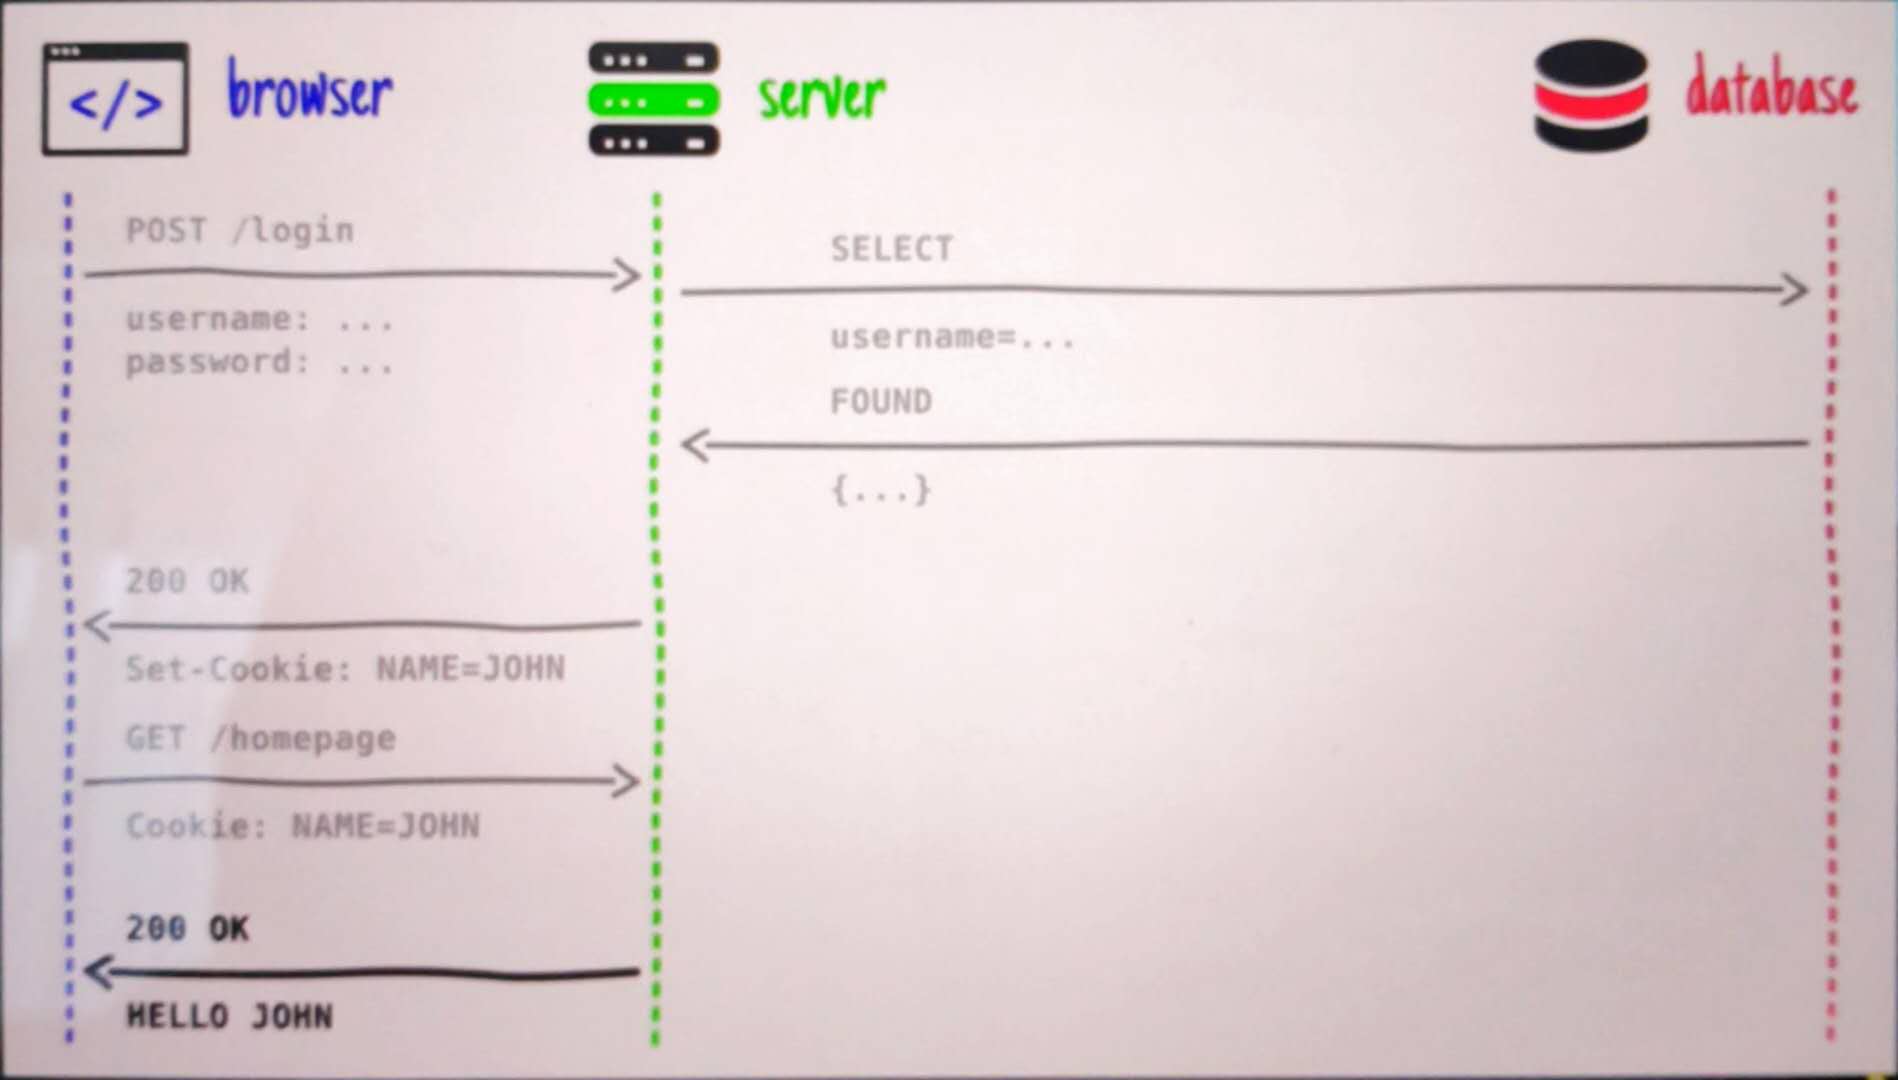 </> browser
server
database
POST /login
username: ...
password: ...
SELECT
username=...
FOUND
{...}
200 OK
Set-Cookie: NAME=JOHN
GET /homepage
Cookie: NAME=JOHN
200 OK
HELLO JOHN